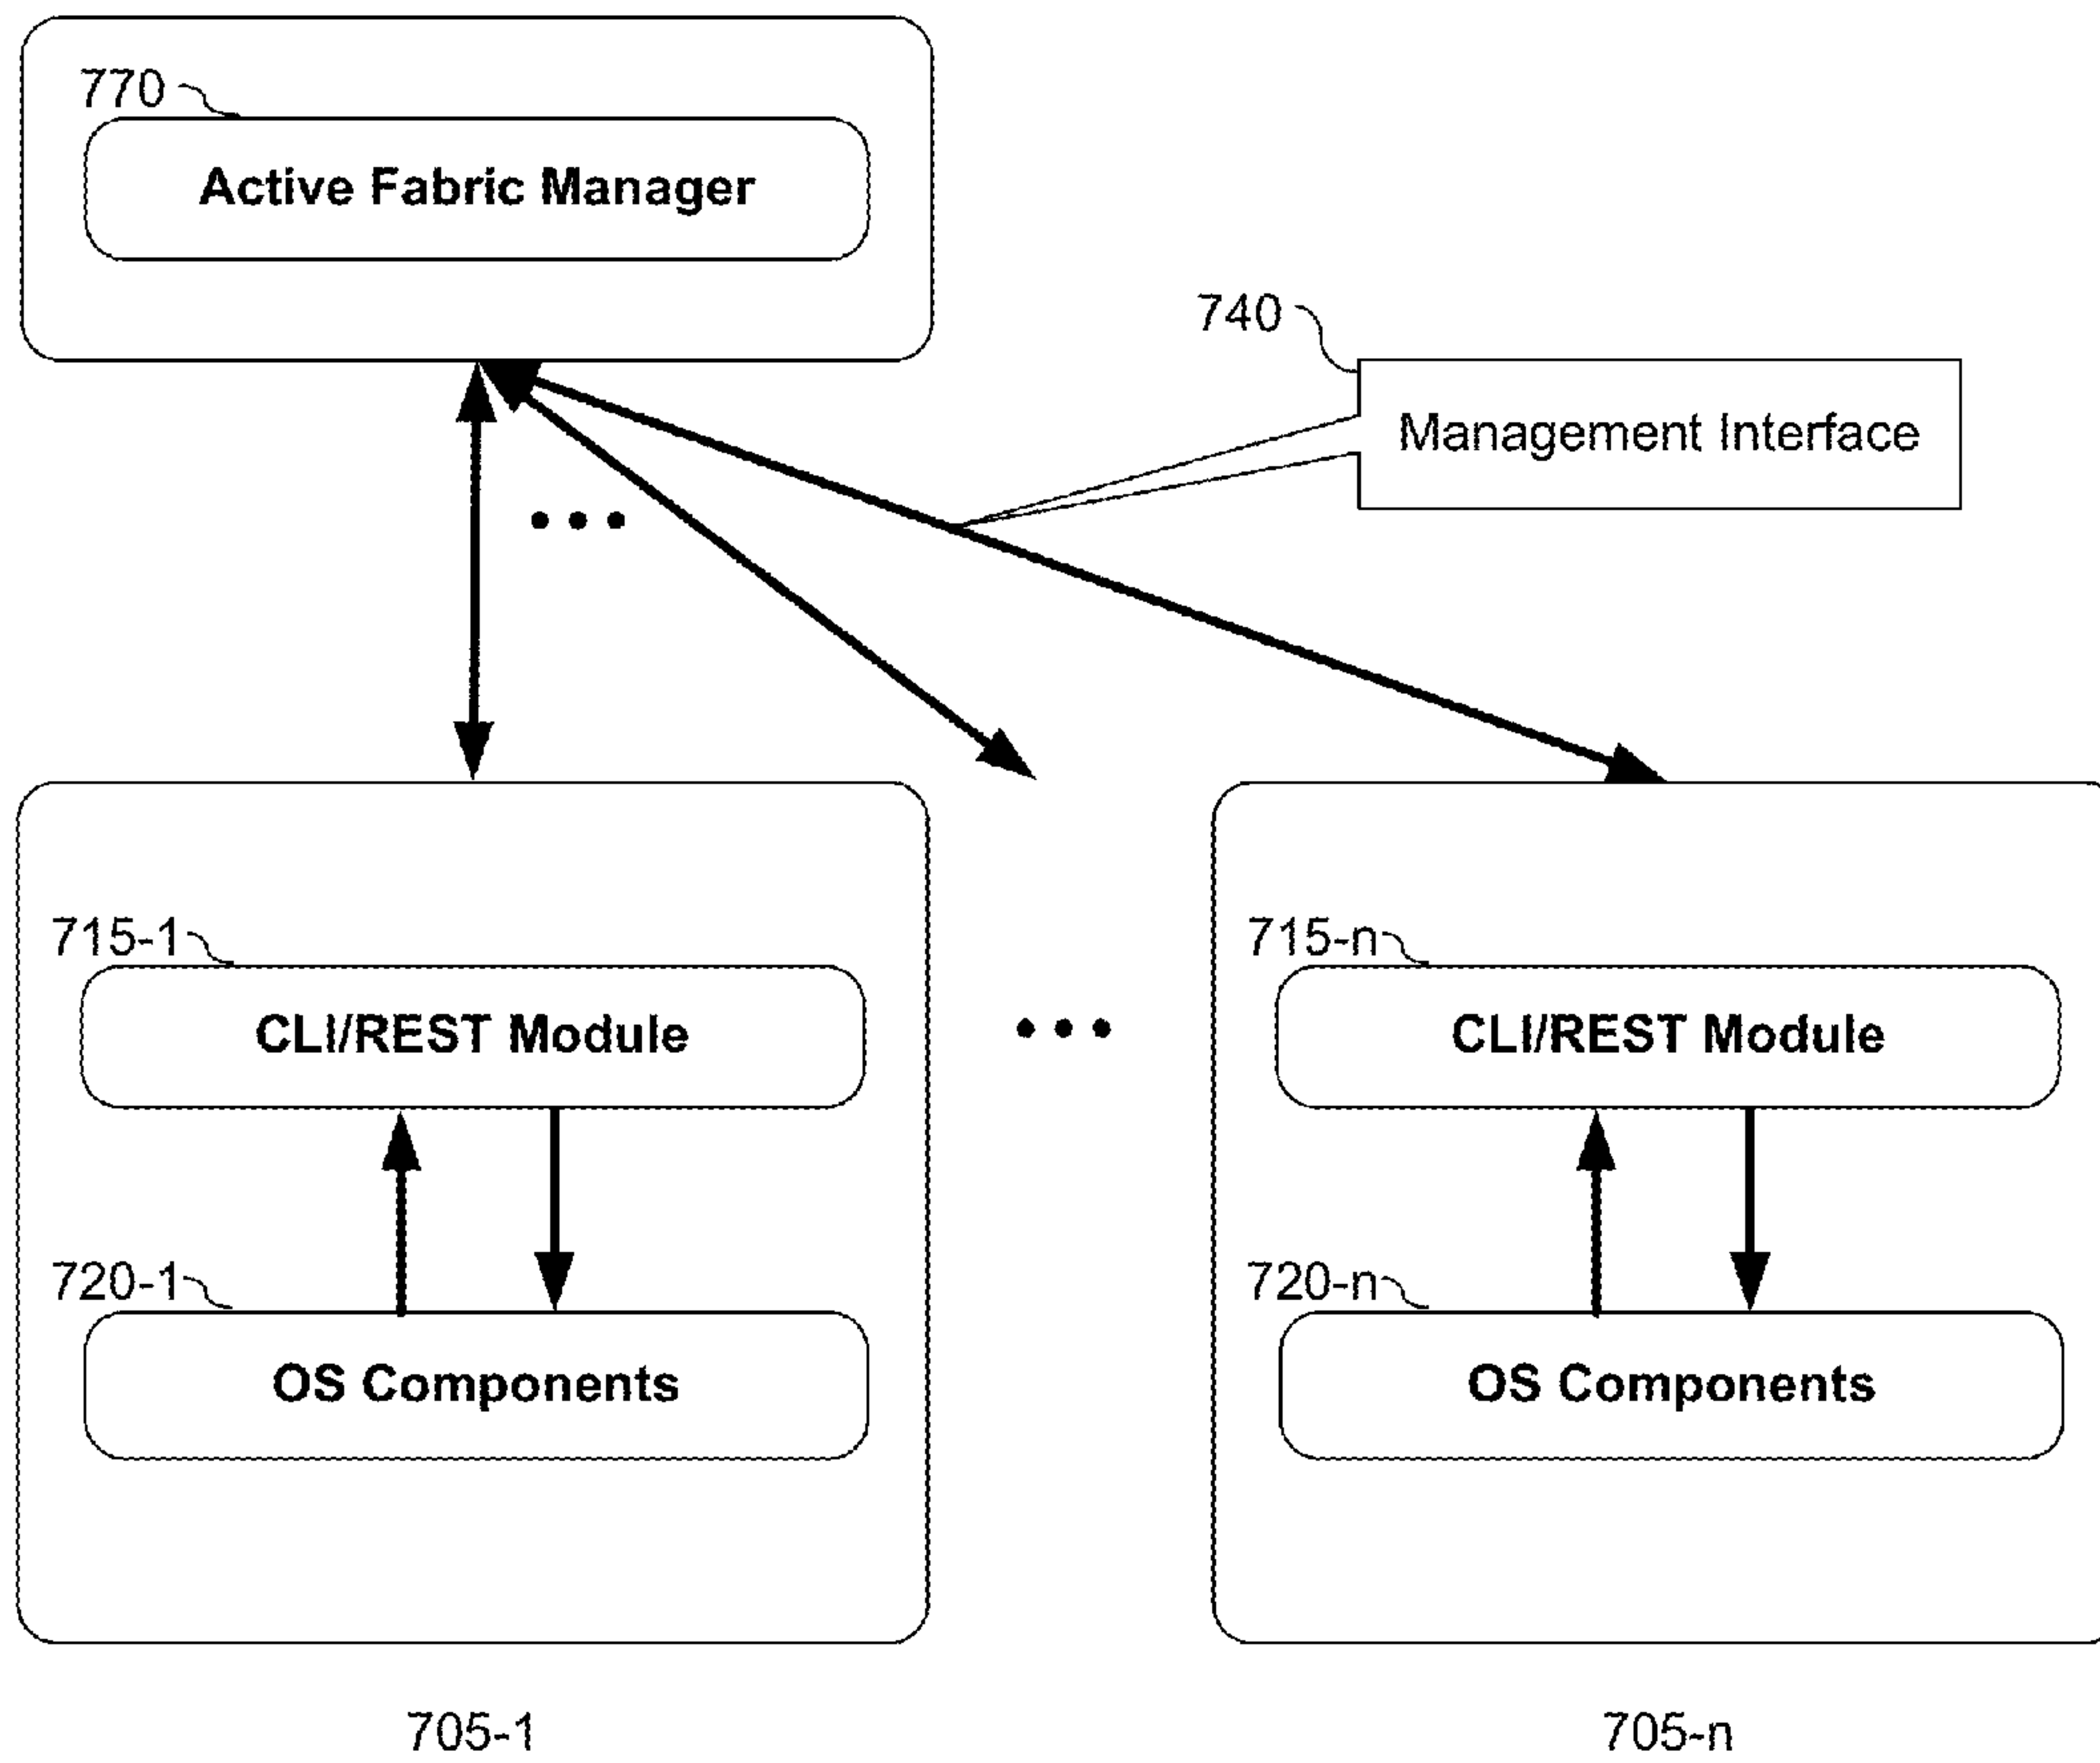 770
Active Fabric Manager
740
Management Interface
715-1
CLI/REST Module
715-n
CLI/REST Module
720-1
OS Components
720-n
OS Components
705-1
705-n